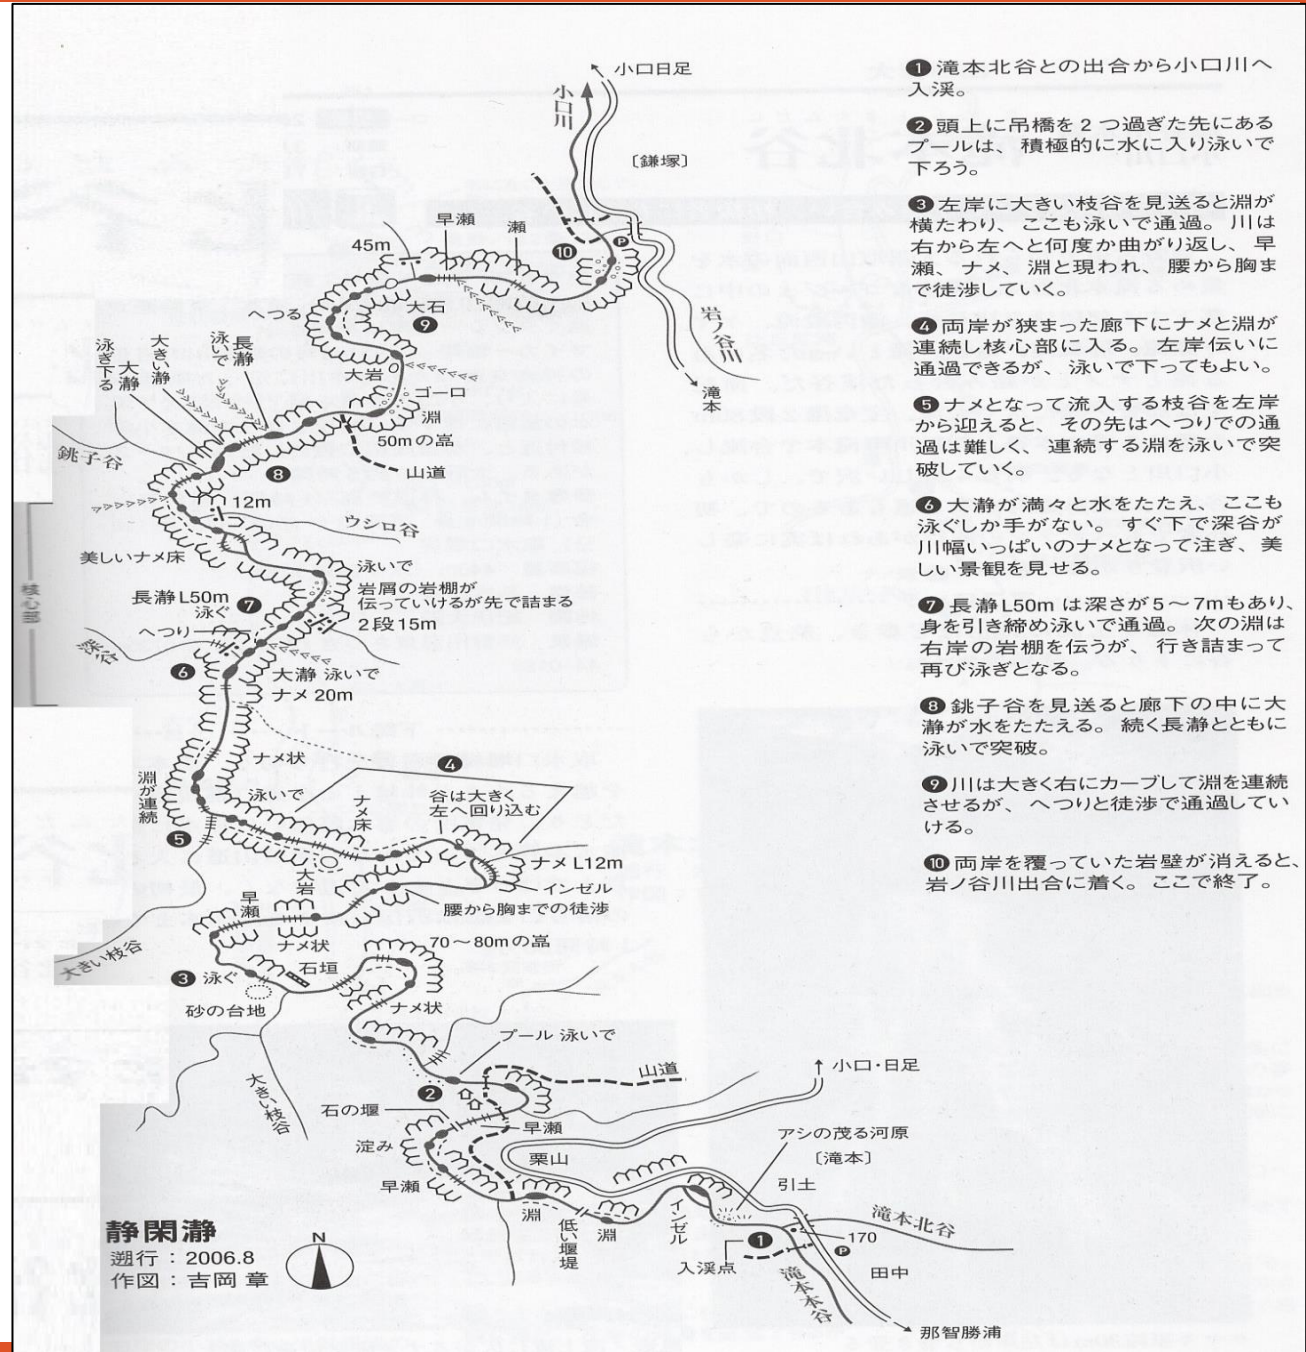 小口日足
小口川
〔鎌塚〕
早瀬
瀬
45m
❿
P
へつる
大石
❾
岩ノ谷川
滝本
大岩
ゴーロ
淵
50mの嵓
山道
長瀞
泳いで
大きい瀞
大瀞
泳ぎ下る
銚子谷
❽
12m
ウシロ谷
美しいナメ床
泳いで
岩屑の岩棚が
伝っていけるが先で詰まる
2段15m
長瀞L50m
泳ぐ
❼
へつり
深谷
❻
大瀞 泳いで
ナメ20m
核心部
ナメ状
❹
淵が連続
泳いで
ナメ床
谷は大きく
左へ回り込む
❺
大岩
ナメL12m
インゼル
早瀬
腰から胸までの徒渉
ナメ状
70〜80mの嵓
大きい枝谷
❸ 泳ぐ
石垣
砂の台地
ナメ状
プール 泳いで
大きい枝谷
山道
小口・日足
❷
石の堰
早瀬
淀み
栗山
アシの茂る河原
〔滝本〕
早瀬
引土
淵
低い堰堤
淵
インゼル
滝本北谷
❶
170
P
入渓点
田中
滝本本谷
那智勝浦
静閑瀞
遡行:2006.8
作図:吉岡 章
N
❶滝本北谷との出合から小口川へ
入渓。
❷頭上に吊橋を2つ過ぎた先にある
プールは、積極的に水に入り泳いで
下ろう。
❸左岸に大きい枝谷を見送ると淵が
横たわり、ここも泳いで通過。川は
右から左へと何度か曲がり返し、早
瀬、ナメ、淵と現われ、腰から胸ま
で徒渉していく。
❹両岸が狭まった廊下にナメと淵が
連続し核心部に入る。左岸伝いに
通過できるが、泳いで下ってもよい。
❺ナメとなって流入する枝谷を左岸
から迎えると、その先はへつりでの通
過は難しく、連続する淵を泳いで突
破していく。
❻大瀞が満々と水をたたえ、ここも
泳ぐしか手がない。すぐ下で深谷が
川幅いっぱいのナメとなって注ぎ、美
しい景観を見せる。
❼長瀞L50mは深さが5〜7mもあり、
身を引き締め泳いで通過。次の淵は
右岸の岩棚を伝うが、行き詰まって
再び泳ぎとなる。
❽銚子谷を見送ると廊下の中に大
瀞が水をたたえる。続く長瀞とともに
泳いで突破。
❾川は大きく右にカーブして淵を連続
させるが、へつりと徒渉で通過してい
ける。
❿両岸を覆っていた岩壁が消えると、
岩ノ谷川出合に着く。ここで終了。